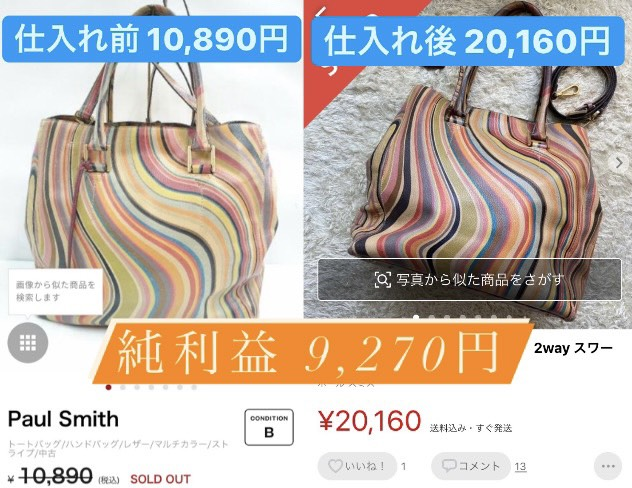 仕入れ前 10,890円
仕入れ後 20,160円
画像から似た商品を
検索します
写真から似た商品をさがす
純利益 9,270円
2way スワー
Paul Smith
CONDITION
B
トートバッグ/ハンドバッグ/レザー/マルチカラー/スト
ライプ/中古
¥ 10,890 (税込) SOLD OUT
¥20,160 送料込み・すぐ発送
いいね! 1
コメント 13